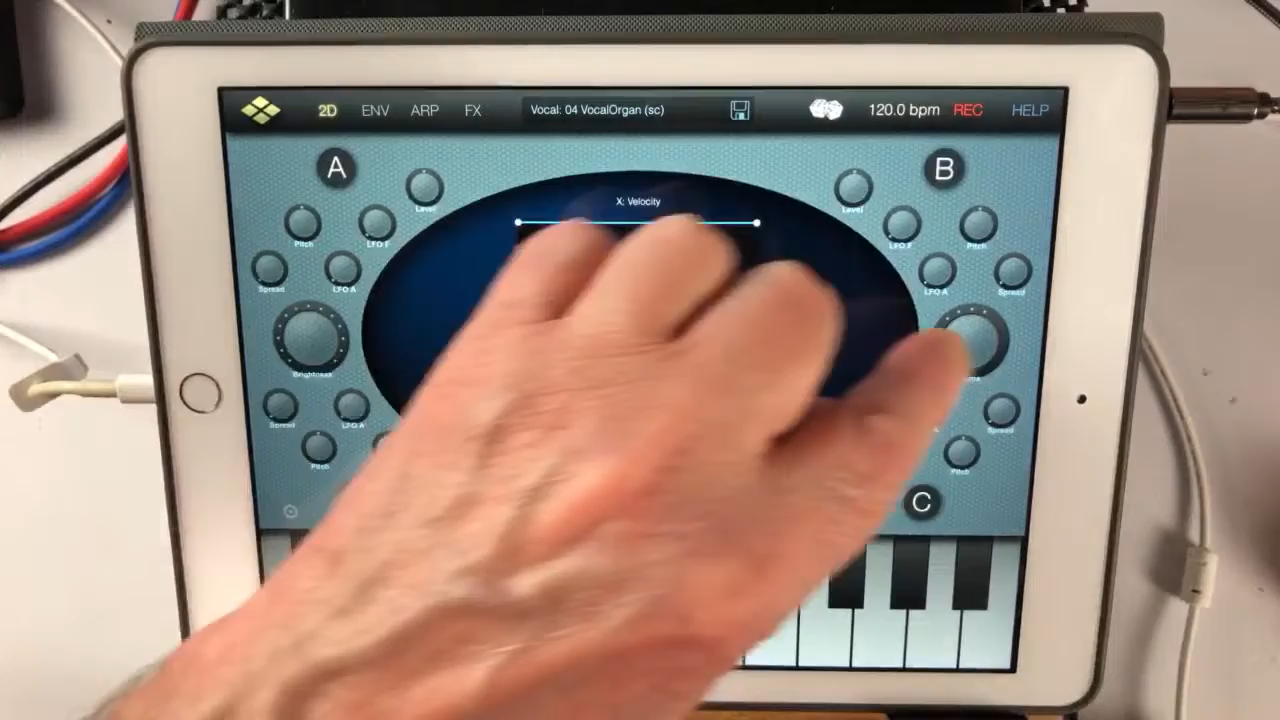 2D ENV ARP FX Vocal: 04 VocalOrgan (sc) 120.0 bpm REC HELP
A B
Level Level
X: Velocity
Pitch LFO F LFO F Pitch
Spread LFO A LFO A Spread
Brightness
Spread LFO A Spread
Pitch Pitch
C